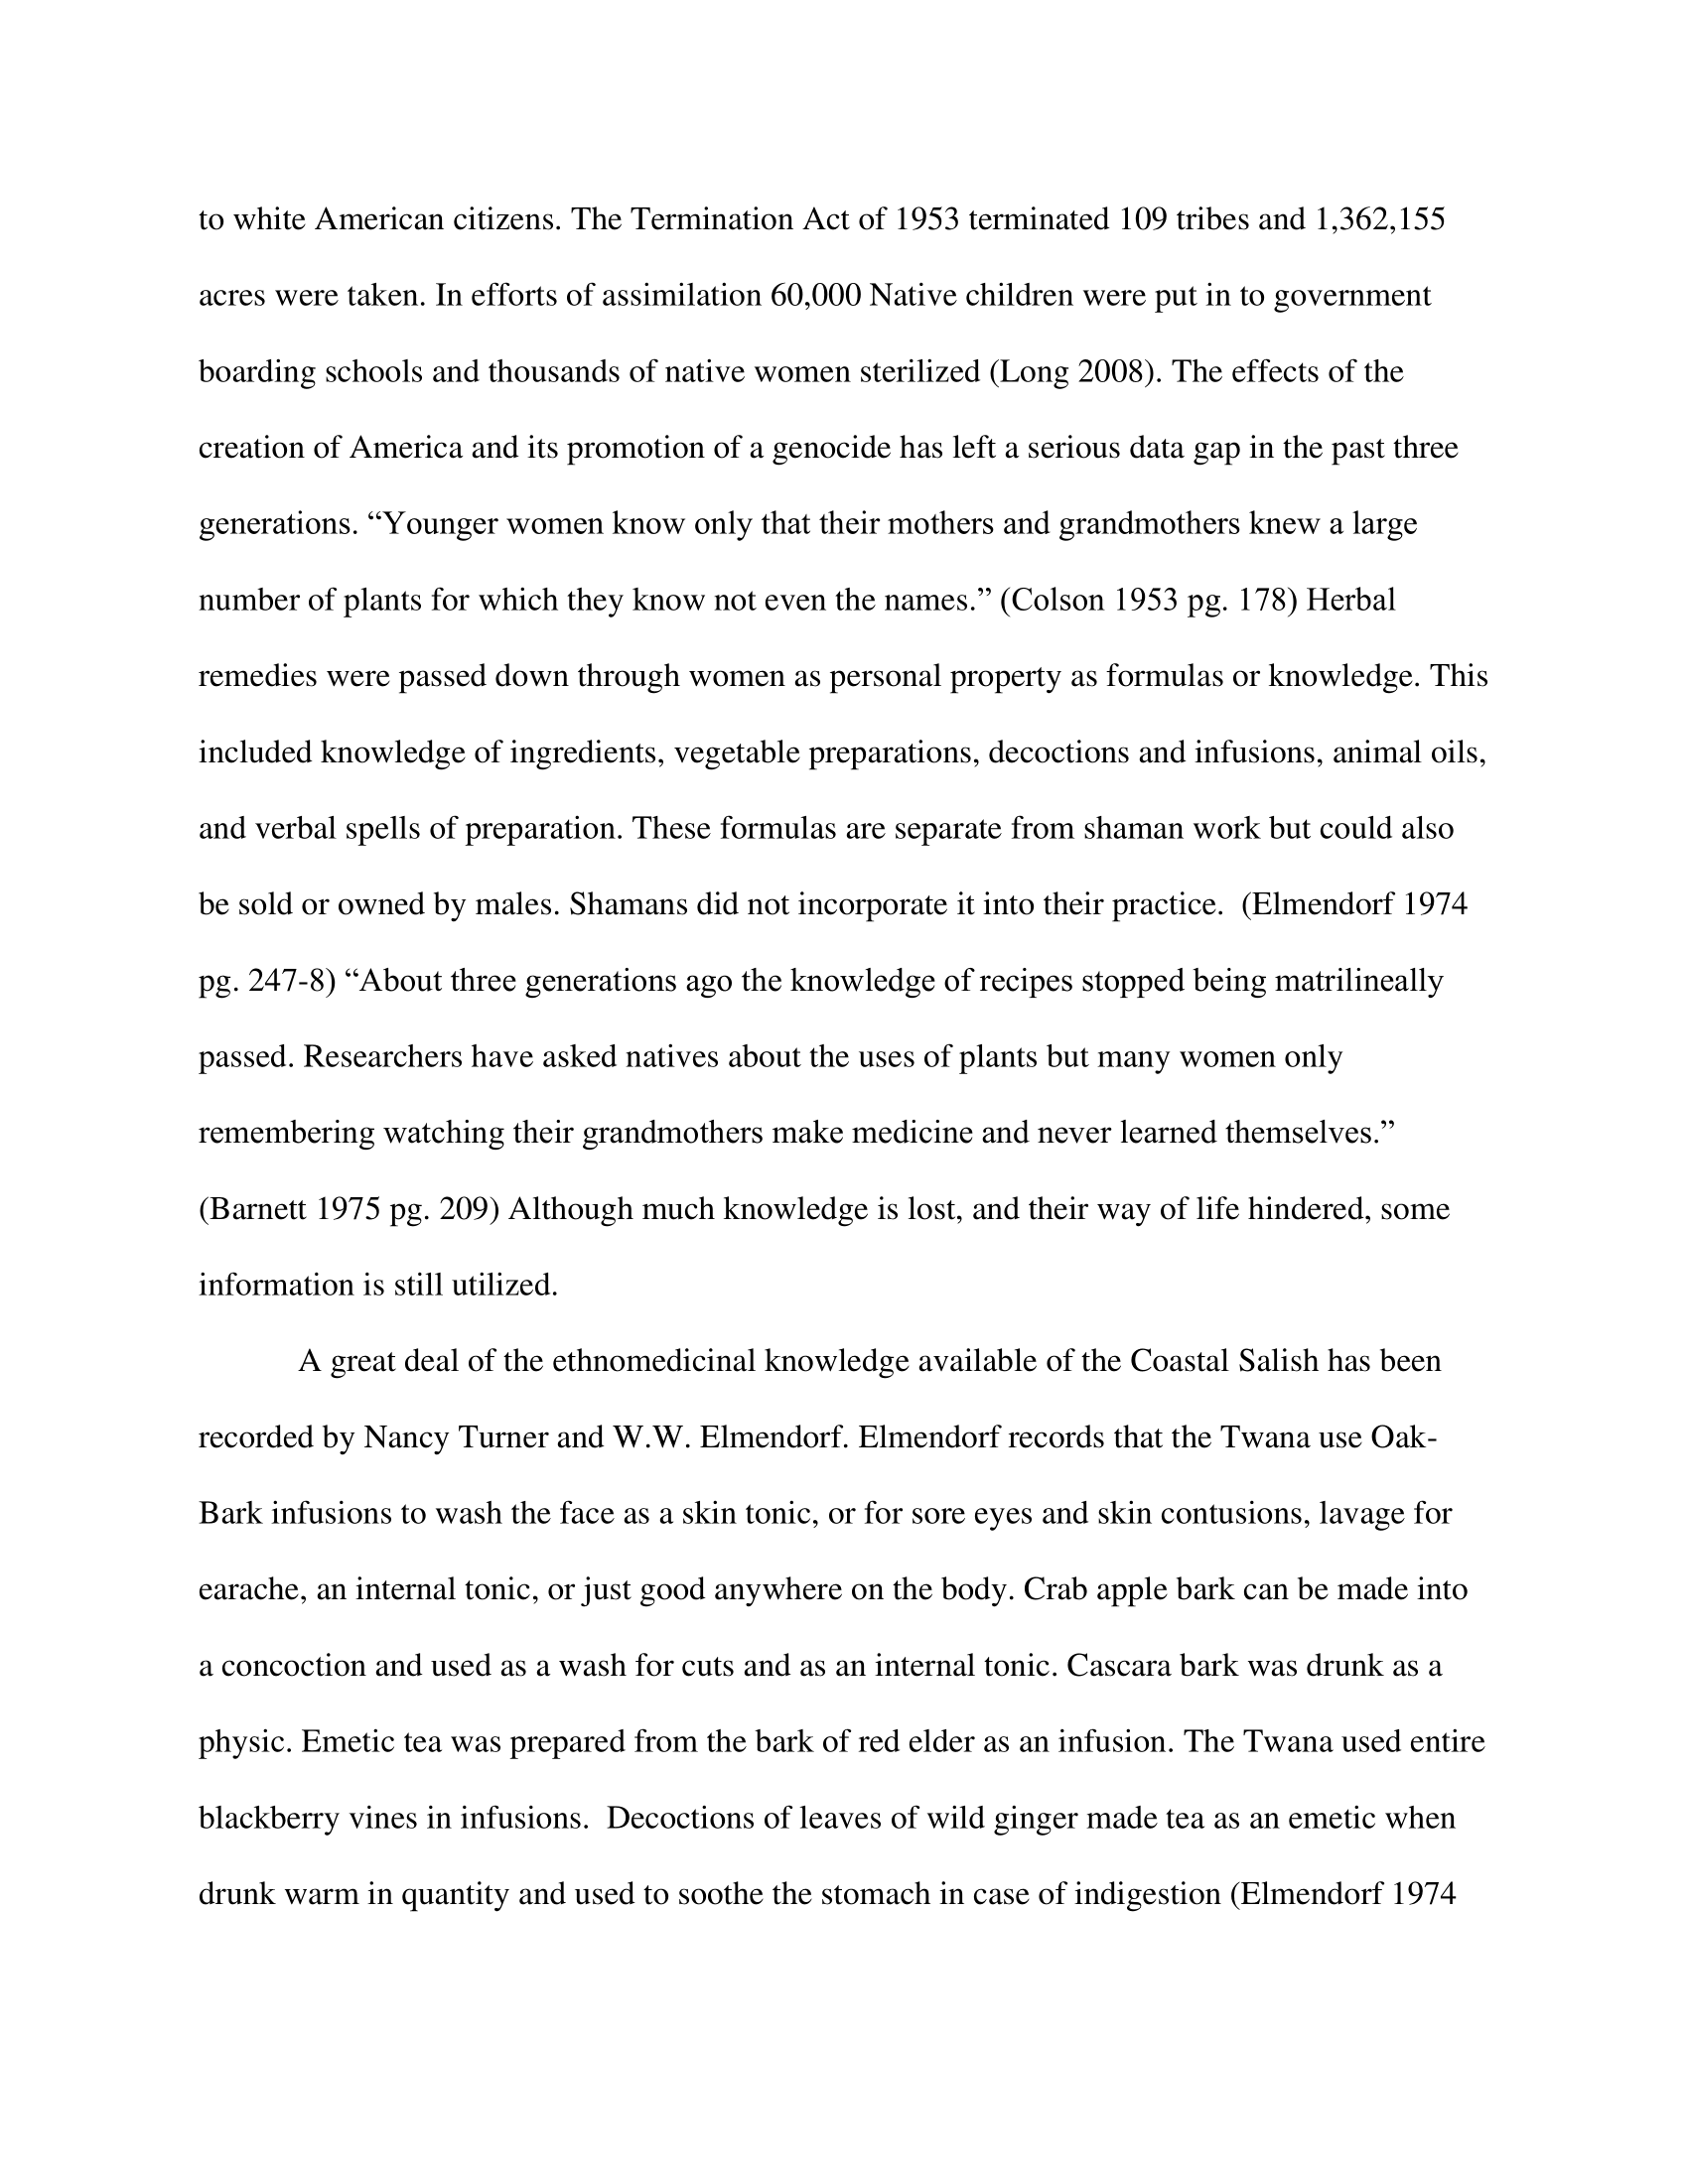 to white American citizens. The Termination Act of 1953 terminated 109 tribes and 1,362,155
acres were taken. In efforts of assimilation 60,000 Native children were put in to government
boarding schools and thousands of native women sterilized (Long 2008). The effects of the
creation of America and its promotion of a genocide has left a serious data gap in the past three
generations. “Younger women know only that their mothers and grandmothers knew a large
number of plants for which they know not even the names.” (Colson 1953 pg. 178) Herbal
remedies were passed down through women as personal property as formulas or knowledge. This
included knowledge of ingredients, vegetable preparations, decoctions and infusions, animal oils,
and verbal spells of preparation. These formulas are separate from shaman work but could also
be sold or owned by males. Shamans did not incorporate it into their practice.  (Elmendorf 1974
pg. 247-8) “About three generations ago the knowledge of recipes stopped being matrilineally
passed. Researchers have asked natives about the uses of plants but many women only
remembering watching their grandmothers make medicine and never learned themselves.”
(Barnett 1975 pg. 209) Although much knowledge is lost, and their way of life hindered, some
information is still utilized.
A great deal of the ethnomedicinal knowledge available of the Coastal Salish has been
recorded by Nancy Turner and W.W. Elmendorf. Elmendorf records that the Twana use Oak-
Bark infusions to wash the face as a skin tonic, or for sore eyes and skin contusions, lavage for
earache, an internal tonic, or just good anywhere on the body. Crab apple bark can be made into
a concoction and used as a wash for cuts and as an internal tonic. Cascara bark was drunk as a
physic. Emetic tea was prepared from the bark of red elder as an infusion. The Twana used entire
blackberry vines in infusions.  Decoctions of leaves of wild ginger made tea as an emetic when
drunk warm in quantity and used to soothe the stomach in case of indigestion (Elmendorf 1974